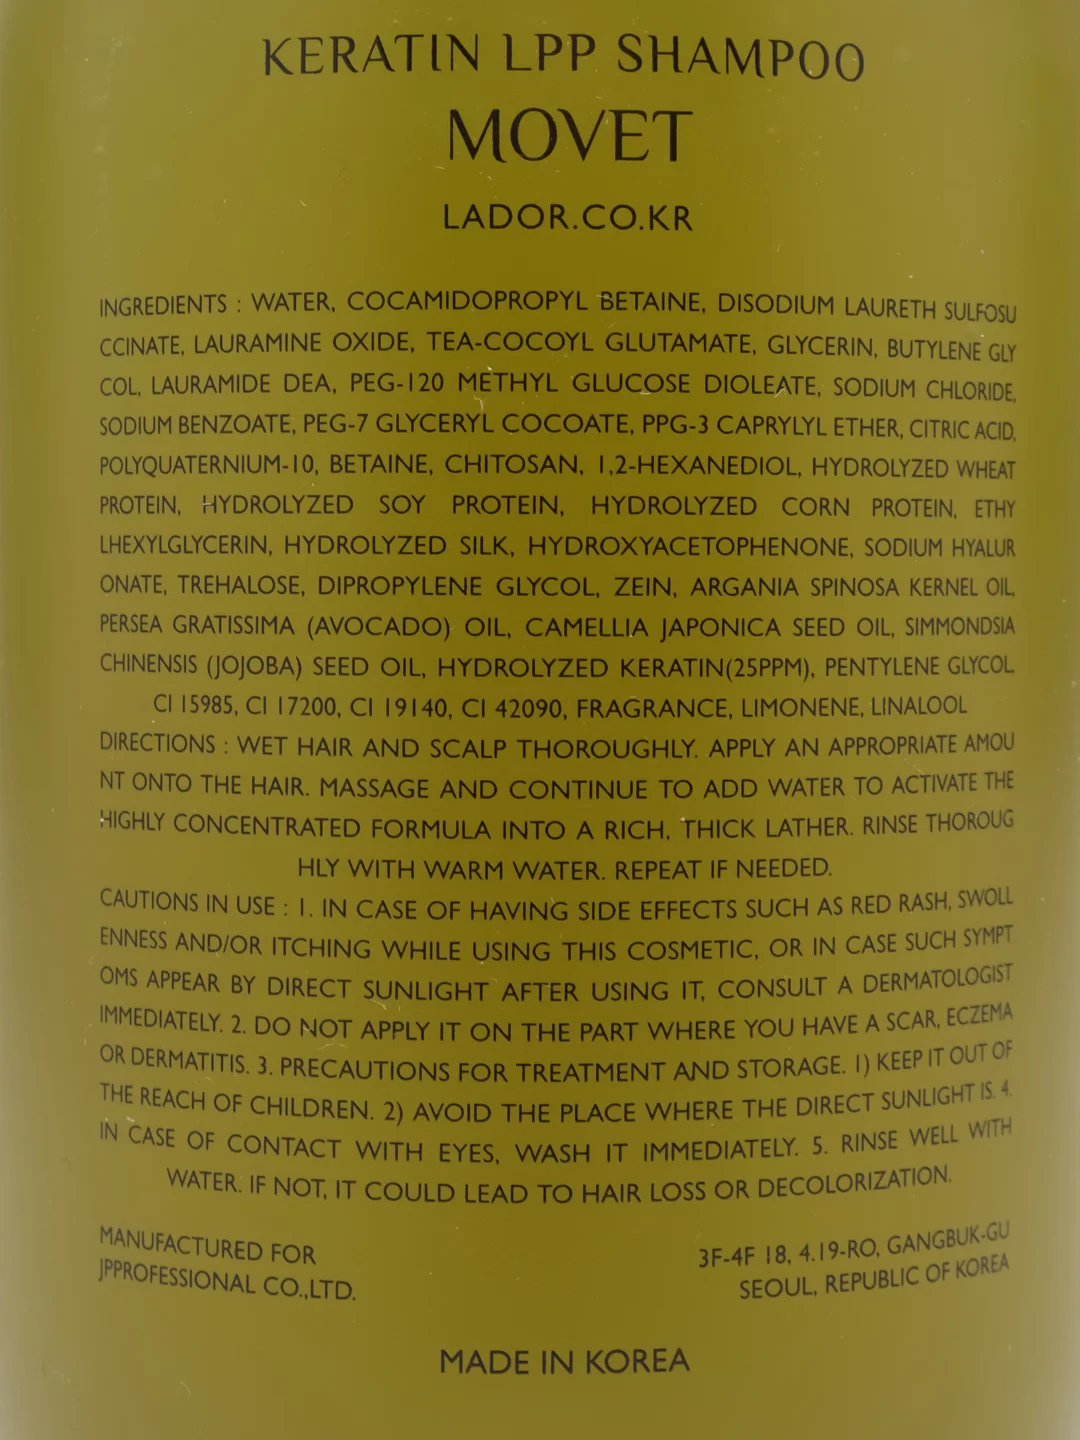 KERATIN LPP SHAMPOO
MOVET
LADOR.CO.KR
INGREDIENTS : WATER, COCAMIDOPROPYL BETAINE, DISODIUM LAURETH SULFOSU
CCINATE, LAURAMINE OXIDE, TEA-COCOYL GLUTAMATE, GLYCERIN, BUTYLENE GLY
COL, LAURAMIDE DEA, PEG-120 METHYL GLUCOSE DIOLEATE, SODIUM CHLORIDE,
SODIUM BENZOATE, PEG-7 GLYCERYL COCOATE, PPG-3 CAPRYLYL ETHER, CITRIC ACID,
POLYQUATERNIUM-10, BETAINE, CHITOSAN, 1,2-HEXANEDIOL, HYDROLYZED WHEAT
PROTEIN, HYDROLYZED SOY PROTEIN, HYDROLYZED CORN PROTEIN, ETHY
LHEXYLGLYCERIN, HYDROLYZED SILK, HYDROXYACETOPHENONE, SODIUM HYALUR
ONATE, TREHALOSE, DIPROPYLENE GLYCOL, ZEIN, ARGANIA SPINOSA KERNEL OIL,
PERSEA GRATISSIMA (AVOCADO) OIL, CAMELLIA JAPONICA SEED OIL, SIMMONDSIA
CHINENSIS (JOJOBA) SEED OIL, HYDROLYZED KERATIN(25PPM), PENTYLENE GLYCOL,
CI 15985, CI 17200, CI 19140, CI 42090, FRAGRANCE, LIMONENE, LINALOOL
DIRECTIONS : WET HAIR AND SCALP THOROUGHLY. APPLY AN APPROPRIATE AMOU
NT ONTO THE HAIR. MASSAGE AND CONTINUE TO ADD WATER TO ACTIVATE THE
HIGHLY CONCENTRATED FORMULA INTO A RICH, THICK LATHER. RINSE THOROUG
HLY WITH WARM WATER. REPEAT IF NEEDED.
CAUTIONS IN USE : 1. IN CASE OF HAVING SIDE EFFECTS SUCH AS RED RASH, SWOLL
ENNESS AND/OR ITCHING WHILE USING THIS COSMETIC, OR IN CASE SUCH SYMPT
OMS APPEAR BY DIRECT SUNLIGHT AFTER USING IT, CONSULT A DERMATOLOGIST
IMMEDIATELY. 2. DO NOT APPLY IT ON THE PART WHERE YOU HAVE A SCAR, ECZEMA
OR DERMATITIS. 3. PRECAUTIONS FOR TREATMENT AND STORAGE. 1) KEEP IT OUT OF
THE REACH OF CHILDREN. 2) AVOID THE PLACE WHERE THE DIRECT SUNLIGHT IS. 4.
IN CASE OF CONTACT WITH EYES, WASH IT IMMEDIATELY. 5. RINSE WELL WITH
WATER. IF NOT, IT COULD LEAD TO HAIR LOSS OR DECOLORIZATION.
MANUFACTURED FOR
JPPROFESSIONAL CO.,LTD.
3F-4F 18, 4.19-RO, GANGBUK-GU
SEOUL, REPUBLIC OF KOREA
MADE IN KOREA